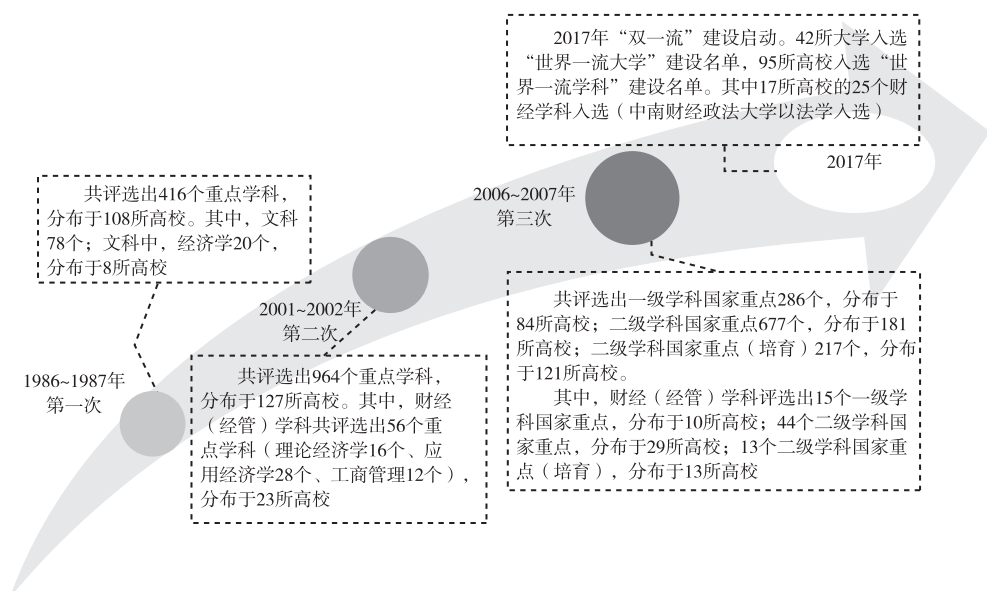 2017年“双一流”建设启动。42所大学入选
“世界一流大学”建设名单，95所高校入选“世
界一流学科”建设名单。其中17所高校的25个财
经学科入选（中南财经政法大学以法学入选）
2017年
共评选出416个重点学科，
分布于108所高校。其中，文科
78个；文科中，经济学20个，
分布于8所高校
2006~2007年
第三次
2001~2002年
第二次
共评选出一级学科国家重点286个，分布于
84所高校；二级学科国家重点677个，分布于181
所高校；二级学科国家重点（培育）217个，分布
于121所高校。
其中，财经（经管）学科评选出15个一级学
科国家重点，分布于10所高校；44个二级学科国
家重点，分布于29所高校；13个二级学科国家重
点（培育），分布于13所高校
1986~1987年
第一次
共评选出964个重点学科，
分布于127所高校。其中，财经
（经管）学科共评选出56个重
点学科（理论经济学16个、应
用经济学28个、工商管理12个），
分布于23所高校